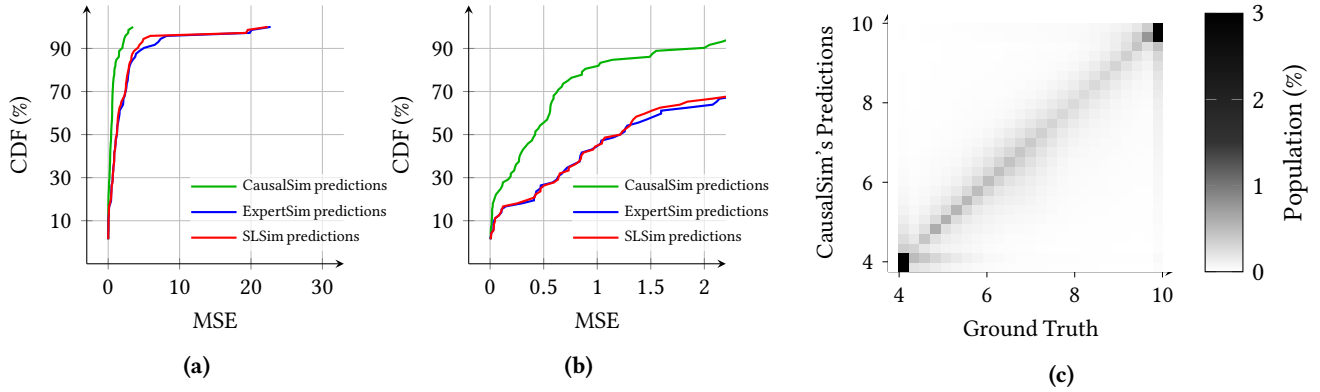 CDF (%)
90
70
50
30
10
0
10
20
30
MSE
CausalSim predictions
ExpertSim predictions
SLSim predictions
(a)
CDF (%)
90
70
50
30
10
0
0.5
1
1.5
2
MSE
CausalSim predictions
ExpertSim predictions
SLSim predictions
(b)
CausalSim's Predictions
10
8
6
4
4
6
8
10
Ground Truth
3
2
1
0
Population (%)
(c)